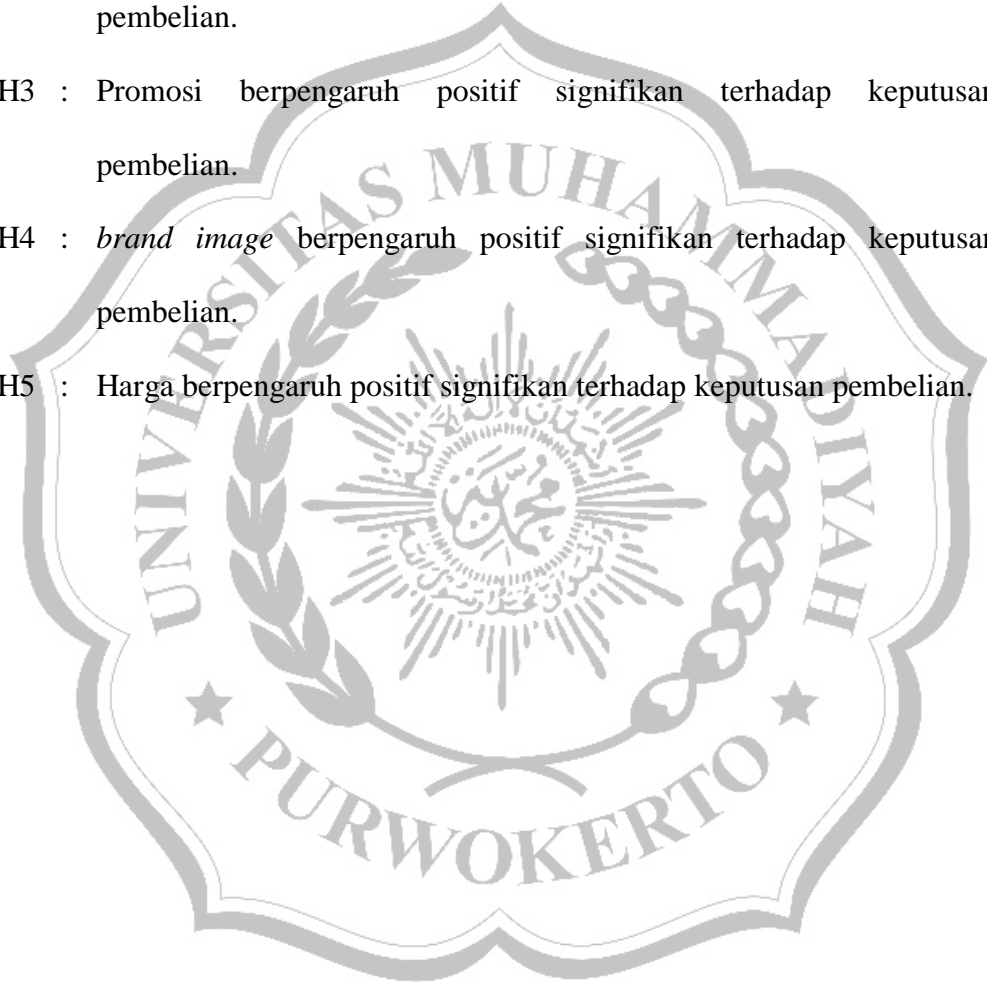 pembelian.
H3 : Promosi berpengaruh positif signifikan terhadap keputusan
pembelian.
H4 : brand image berpengaruh positif signifikan terhadap keputusan
pembelian.
H5 : Harga berpengaruh positif signifikan terhadap keputusan pembelian.
UNIVERSITAS MUHAMMADIYAH
PURWOKERTO